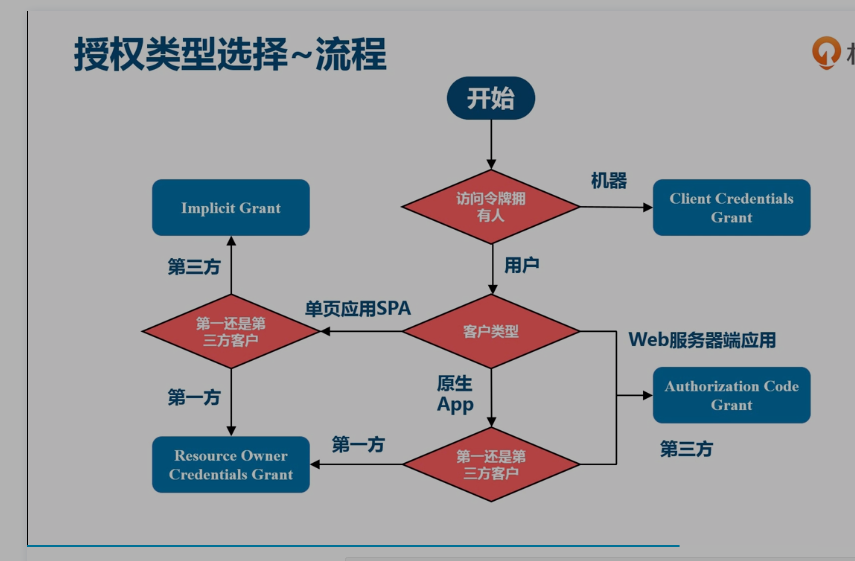 授权类型选择~流程
开始
访问令牌拥
有人
机器
Client Credentials
Grant
用户
Implicit Grant
第三方
单页应用SPA
第一还是第
三方客户
客户类型
Web服务器端应用
第一方
原生
App
Authorization Code
Grant
第三方
Resource Owner
Credentials Grant
第一方
第一还是第
三方客户